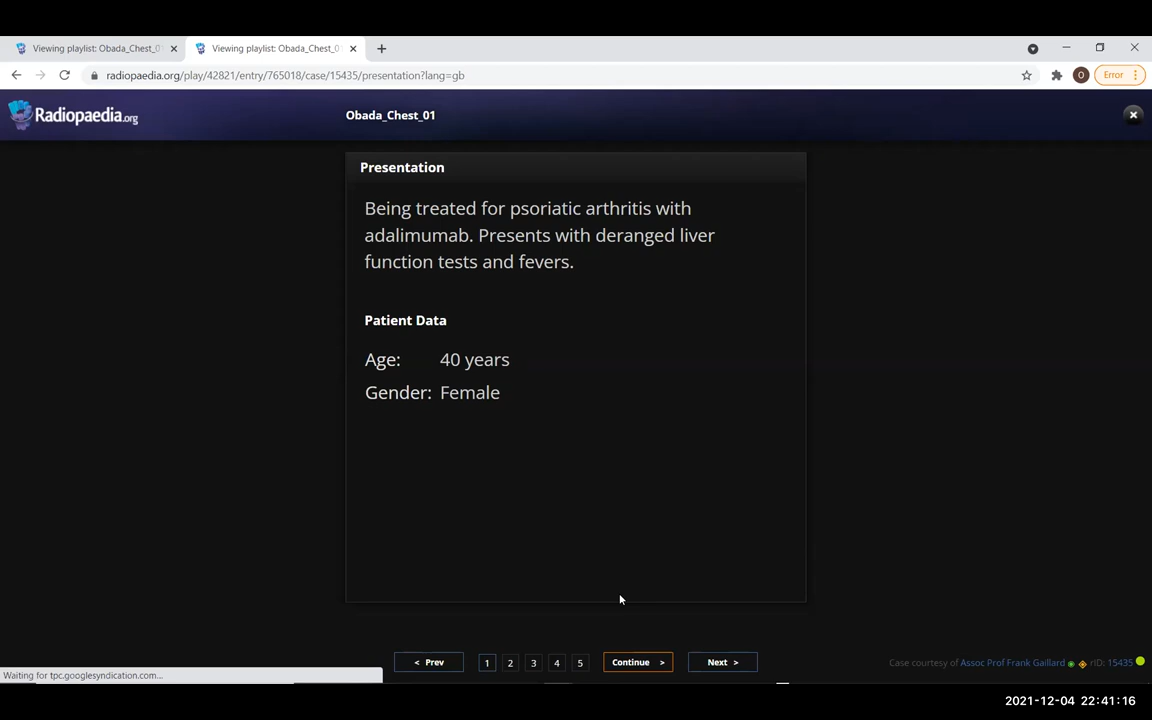 Viewing playlist: Obada_Chest_0
Viewing playlist: Obada_Chest_0
radiopaedia.org/play/42821/entry/765018/case/15435/presentation?lang=gb
O
Error
Radiopaedia.org
Obada_Chest_01
Presentation
Being treated for psoriatic arthritis with
adalimumab. Presents with deranged liver
function tests and fevers.
Patient Data
Age: 40 years
Gender: Female
< Prev
1
2
3
4
5
Continue >
Next >
Case courtesy of Assoc Prof Frank Gaillard rID: 15435
Waiting for tpc.googlesyndication.com...
2021-12-04 22:41:16